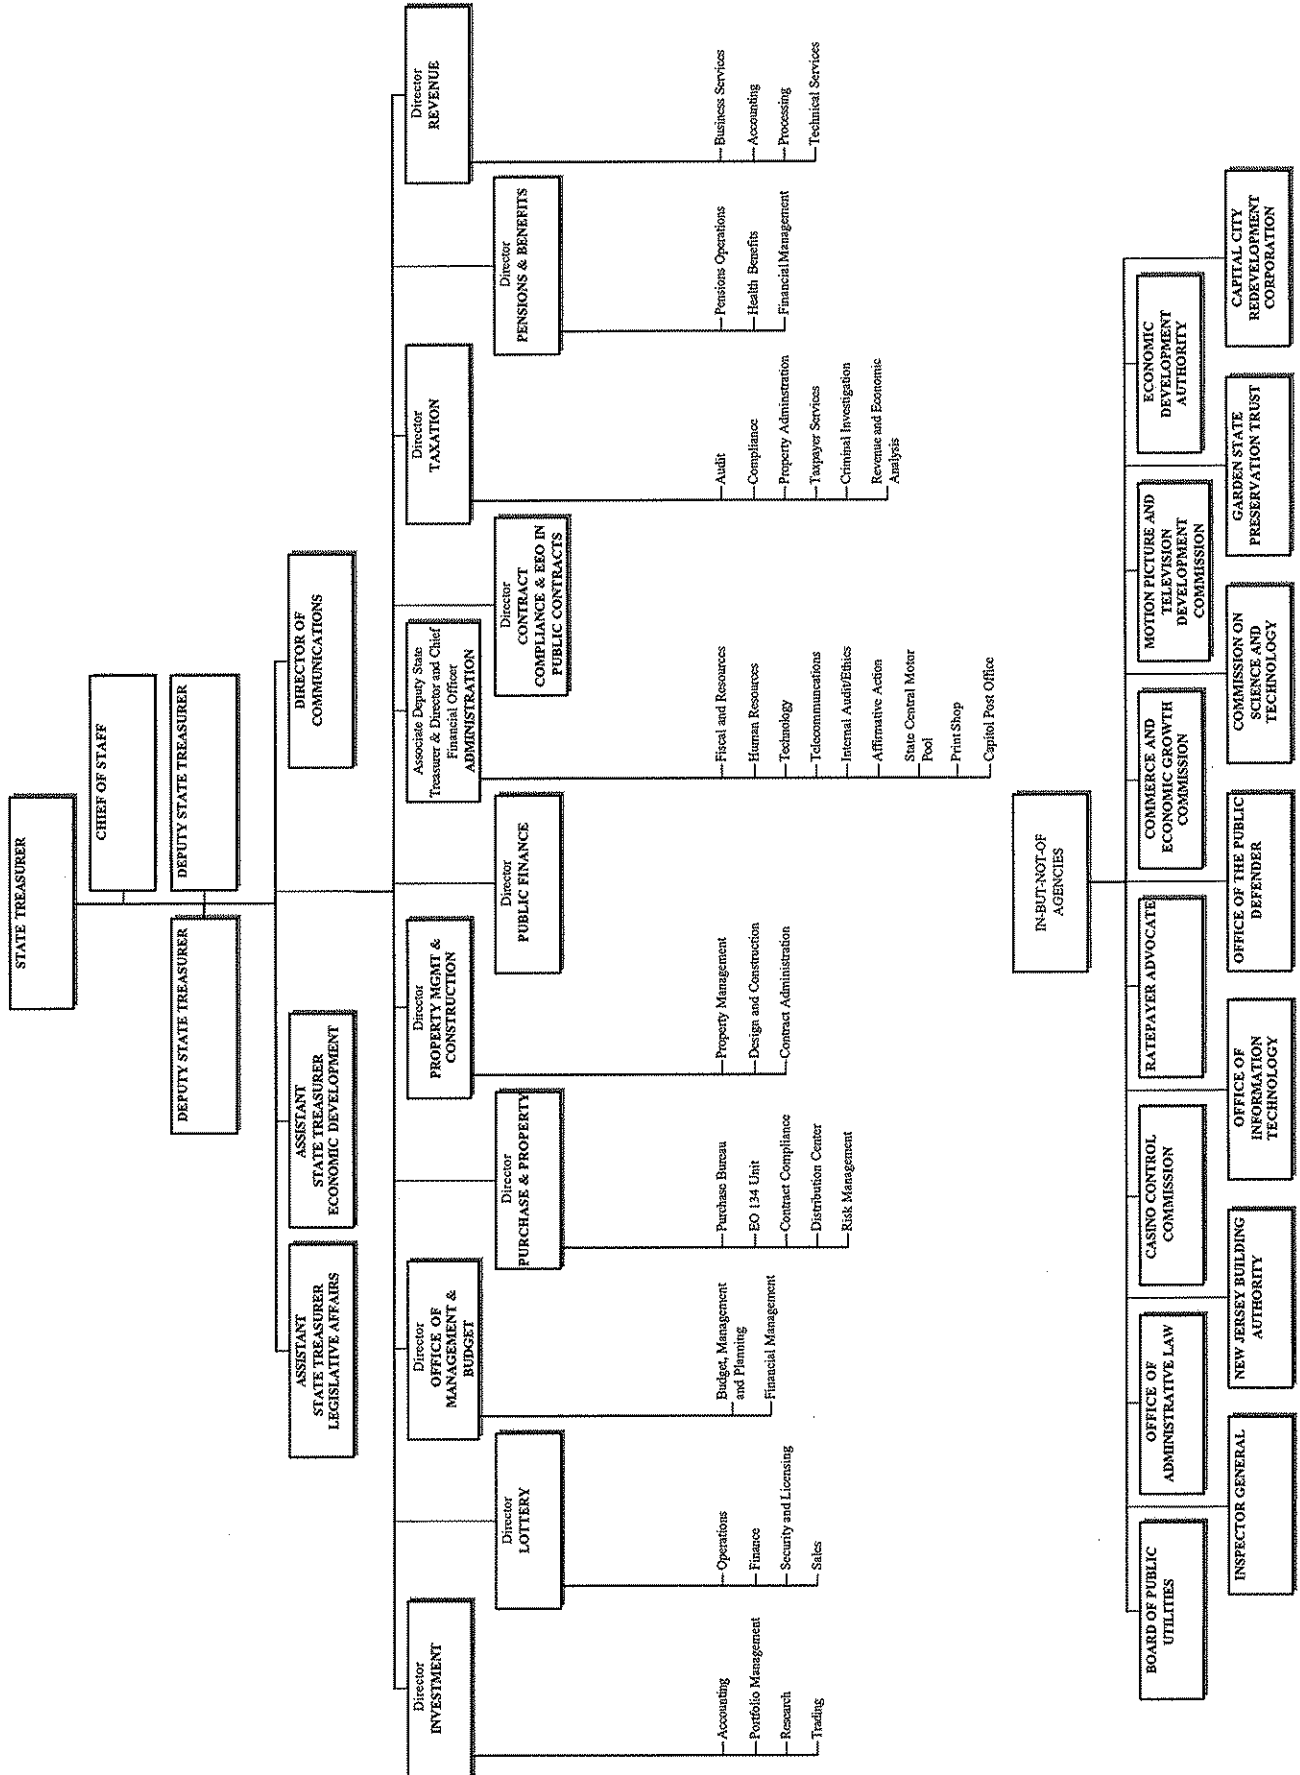 STATE TREASURER
CHIEF OF STAFF
DEPUTY STATE TREASURER
DEPUTY STATE TREASURER
ASSISTANT
STATE TREASURER
LEGISLATIVE AFFAIRS
ASSISTANT
STATE TREASURER
ECONOMIC DEVELOPMENT
DIRECTOR OF
COMMUNICATIONS
Director
INVESTMENT
Accounting
Portfolio Management
Research
Trading
Director
LOTTERY
Operations
Finance
Security and Licensing
Sales
Director
OFFICE OF
MANAGEMENT &
BUDGET
Budget, Management
and Planning
Financial Management
Director
PURCHASE & PROPERTY
Purchase Bureau
EO 134 Unit
Contract Compliance
Distribution Center
Risk Management
Director
PROPERTY MGMT &
CONSTRUCTION
Property Management
Design and Construction
Contract Administration
Director
PUBLIC FINANCE
Associate Deputy State
Treasurer & Director and Chief
Financial Officer
ADMINISTRATION
Fiscal and Resources
Human Resources
Technology
Telecommuncations
Internal Audit/Ethics
Affirmative Action
State Central Motor
Pool
Print Shop
Capitol Post Office
Director
CONTRACT
COMPLIANCE & EEO IN
PUBLIC CONTRACTS
Director
TAXATION
Audit
Compliance
Property Adminstration
Taxpayer Services
Criminal Investigation
Revenue and Economic
Analysis
Director
PENSIONS & BENEFITS
Pensions Operations
Health Benefits
Financial Management
Director
REVENUE
Business Services
Accounting
Processing
Technical Services
IN-BUT-NOT-OF
AGENCIES
BOARD OF PUBLIC
UTILITIES
OFFICE OF
ADMINISTRATIVE LAW
CASINO CONTROL
COMMISSION
RATEPAYER ADVOCATE
COMMERCE AND
ECONOMIC GROWTH
COMMISSION
MOTION PICTURE AND
TELEVISION
DEVELOPMENT
COMMISSION
ECONOMIC
DEVELOPMENT
AUTHORITY
INSPECTOR GENERAL
NEW JERSEY BUILDING
AUTHORITY
OFFICE OF
INFORMATION
TECHNOLOGY
OFFICE OF THE PUBLIC
DEFENDER
COMMISSION ON
SCIENCE AND
TECHNOLOGY
GARDEN STATE
PRESERVATION TRUST
CAPITAL CITY
REDEVELOPMENT
CORPORATION